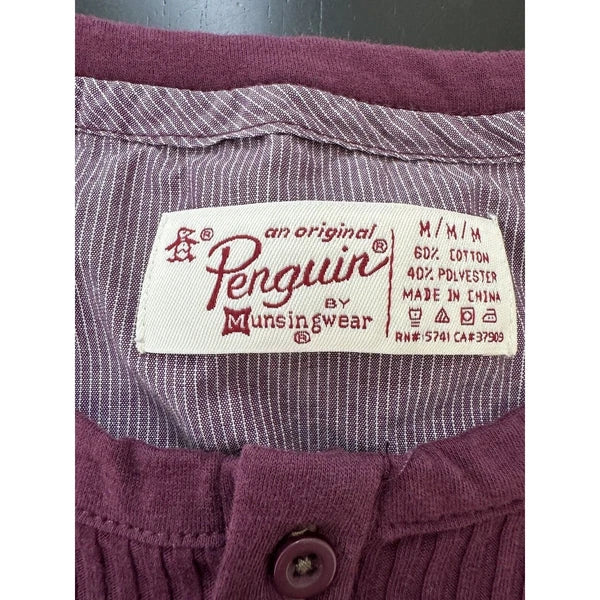 an original
Penguin®
BY
Munsingwear
®
®
M/M/M
60% COTTON
40% POLYESTER
MADE IN CHINA
RN# 15741 CA#37909